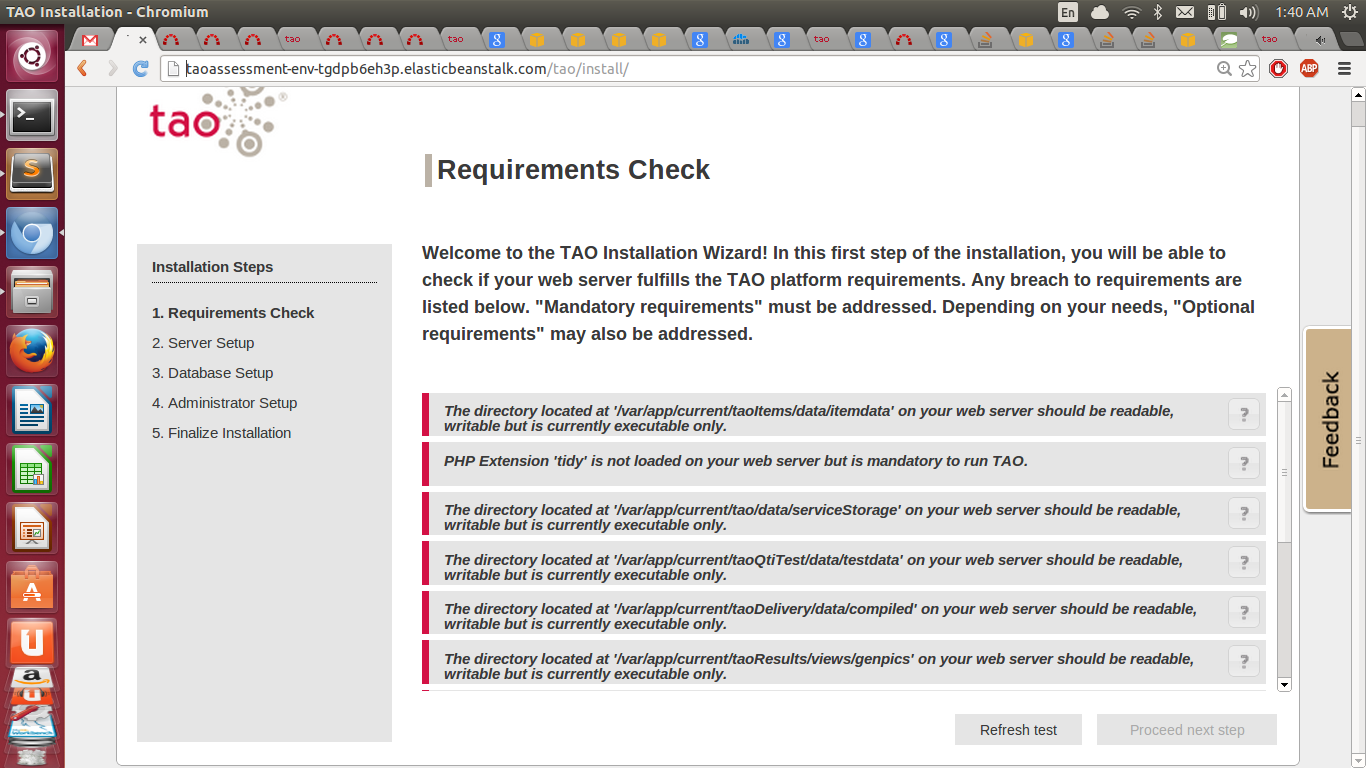 TAO Installation - Chromium
En
1:40 AM
tao
tao
tao
tao
taoassessment-env-tgdpb6eh3p.elasticbeanstalk.com/tao/install/
ABP
tao®
Requirements Check
Installation Steps
1. Requirements Check
2. Server Setup
3. Database Setup
4. Administrator Setup
5. Finalize Installation
Welcome to the TAO Installation Wizard! In this first step of the installation, you will be able to
check if your web server fulfills the TAO platform requirements. Any breach to requirements are
listed below. "Mandatory requirements" must be addressed. Depending on your needs, "Optional
requirements" may also be addressed.
The directory located at '/var/app/current/taoItems/data/itemdata' on your web server should be readable,
writable but is currently executable only.
?
PHP Extension 'tidy' is not loaded on your web server but is mandatory to run TAO.
?
The directory located at '/var/app/current/tao/data/serviceStorage' on your web server should be readable,
writable but is currently executable only.
?
The directory located at '/var/app/current/taoQtiTest/data/testdata' on your web server should be readable,
writable but is currently executable only.
?
The directory located at '/var/app/current/taoDelivery/data/compiled' on your web server should be readable,
writable but is currently executable only.
?
The directory located at '/var/app/current/taoResults/views/genpics' on your web server should be readable,
writable but is currently executable only.
?
Refresh test
Proceed next step
Feedback